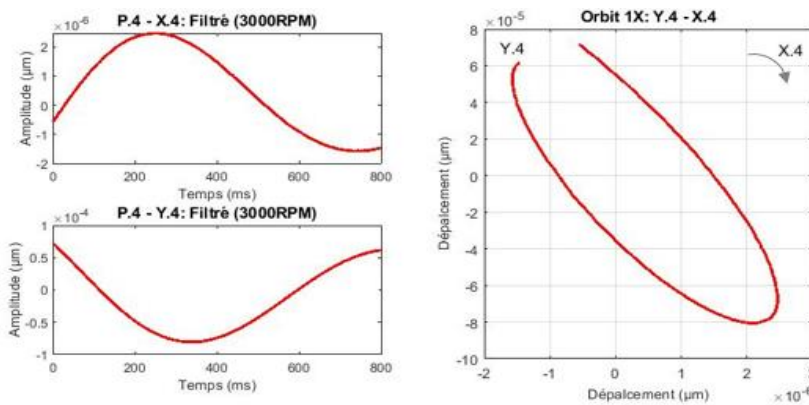 P.4 - X.4: Filtré (3000RPM)
×10⁻⁶
Amplitude (µm)
2
1
0
-1
-2
0 200 400 600 800
Temps (ms)
P.4 - Y.4: Filtré (3000RPM)
×10⁻⁴
Amplitude (µm)
1
0.5
0
-0.5
-1
0 200 400 600 800
Temps (ms)
Orbit 1X: Y.4 - X.4
×10⁻⁵
Y.4
X.4
Dépalcement (µm)
8
6
4
2
0
-2
-4
-6
-8
-10
-2 -1 0 1 2
Dépalcement (µm)
×10⁻⁶